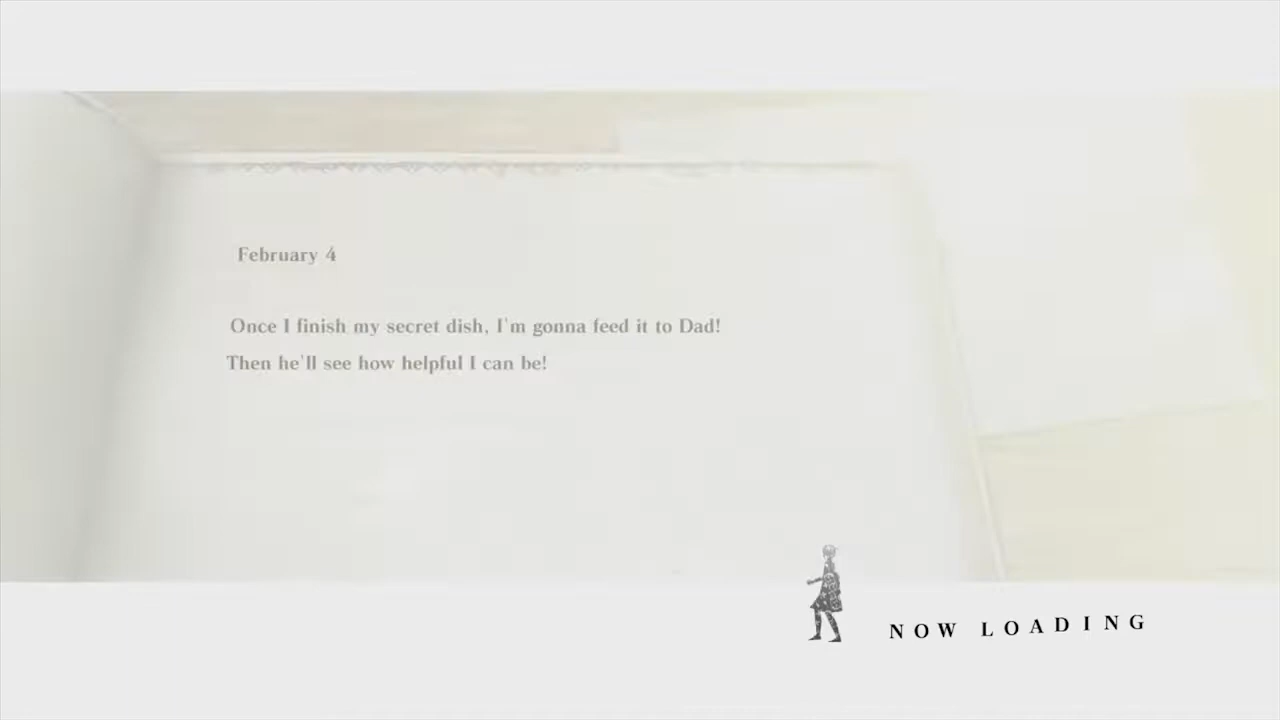 February 4
Once I finish my secret dish, I'm gonna feed it to Dad!
Then he'll see how helpful I can be!
NOW LOADING